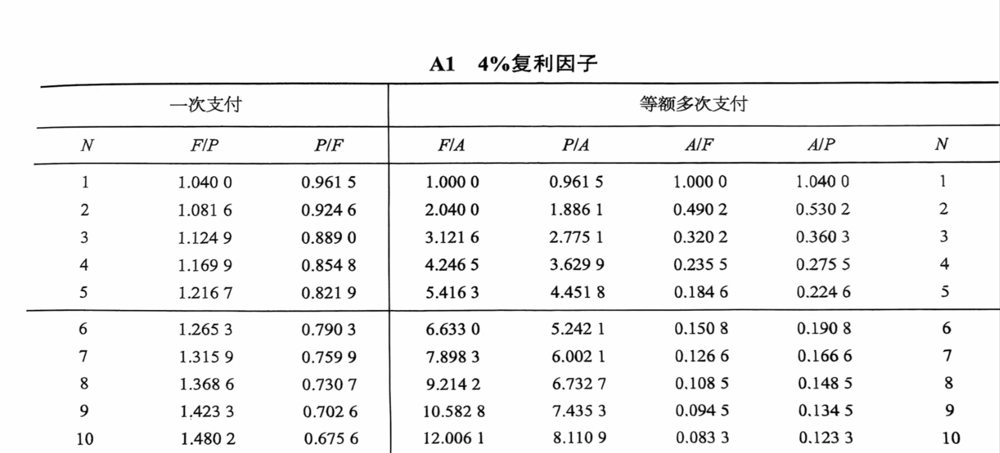 A1 4%复利因子
一次支付 等额多次支付
N F/P P/F F/A P/A A/F A/P N
1 1.040 0 0.961 5 1.000 0 0.961 5 1.000 0 1.040 0 1
2 1.081 6 0.924 6 2.040 0 1.886 1 0.490 2 0.530 2 2
3 1.124 9 0.889 0 3.121 6 2.775 1 0.320 2 0.360 3 3
4 1.169 9 0.854 8 4.246 5 3.629 9 0.235 5 0.275 5 4
5 1.216 7 0.821 9 5.416 3 4.451 8 0.184 6 0.224 6 5
6 1.265 3 0.790 3 6.633 0 5.242 1 0.150 8 0.190 8 6
7 1.315 9 0.759 9 7.898 3 6.002 1 0.126 6 0.166 6 7
8 1.368 6 0.730 7 9.214 2 6.732 7 0.108 5 0.148 5 8
9 1.423 3 0.702 6 10.582 8 7.435 3 0.094 5 0.134 5 9
10 1.480 2 0.675 6 12.006 1 8.110 9 0.083 3 0.123 3 10